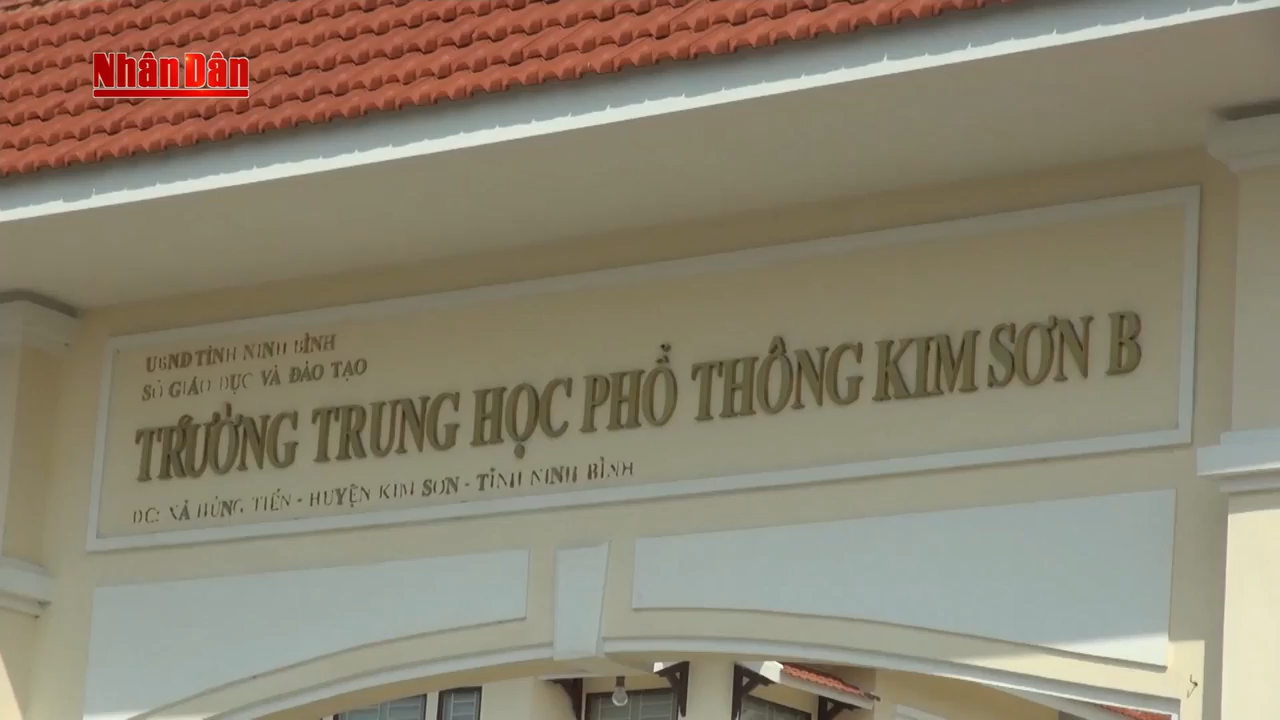 Nhân Dân
UBND TỈNH NINH BÌNH
SỞ GIÁO DỤC VÀ ĐÀO TẠO
TRƯỜNG TRUNG HỌC PHỔ THÔNG KIM SƠN B
ĐC: XÃ HÙNG TIẾN - HUYỆN KIM SƠN - TỈNH NINH BÌNH